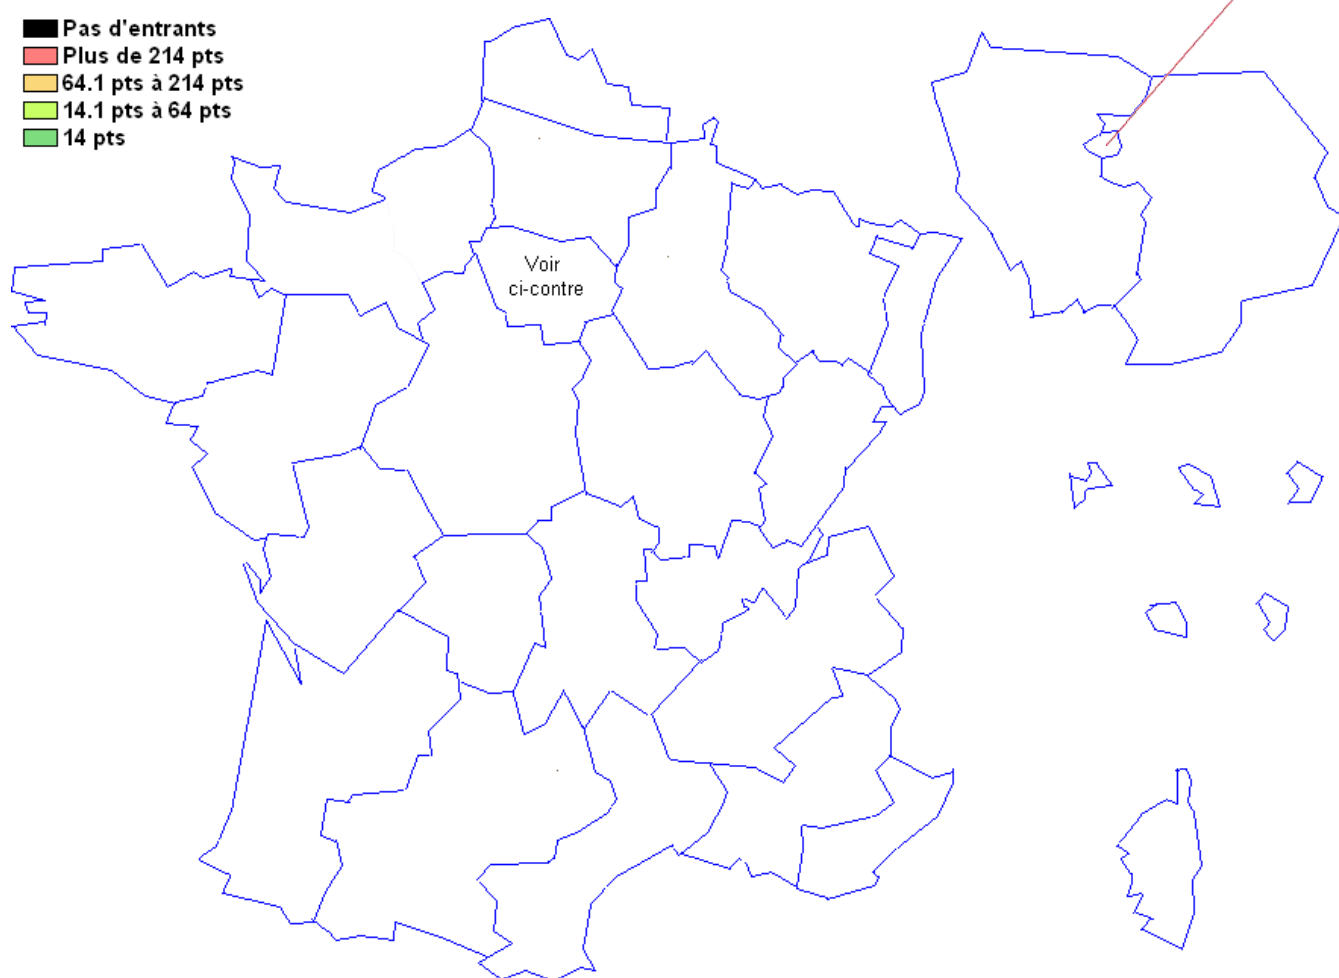 Pas d'entrants
Plus de 214 pts
64.1 pts à 214 pts
14.1 pts à 64 pts
14 pts
Voir
ci-contre